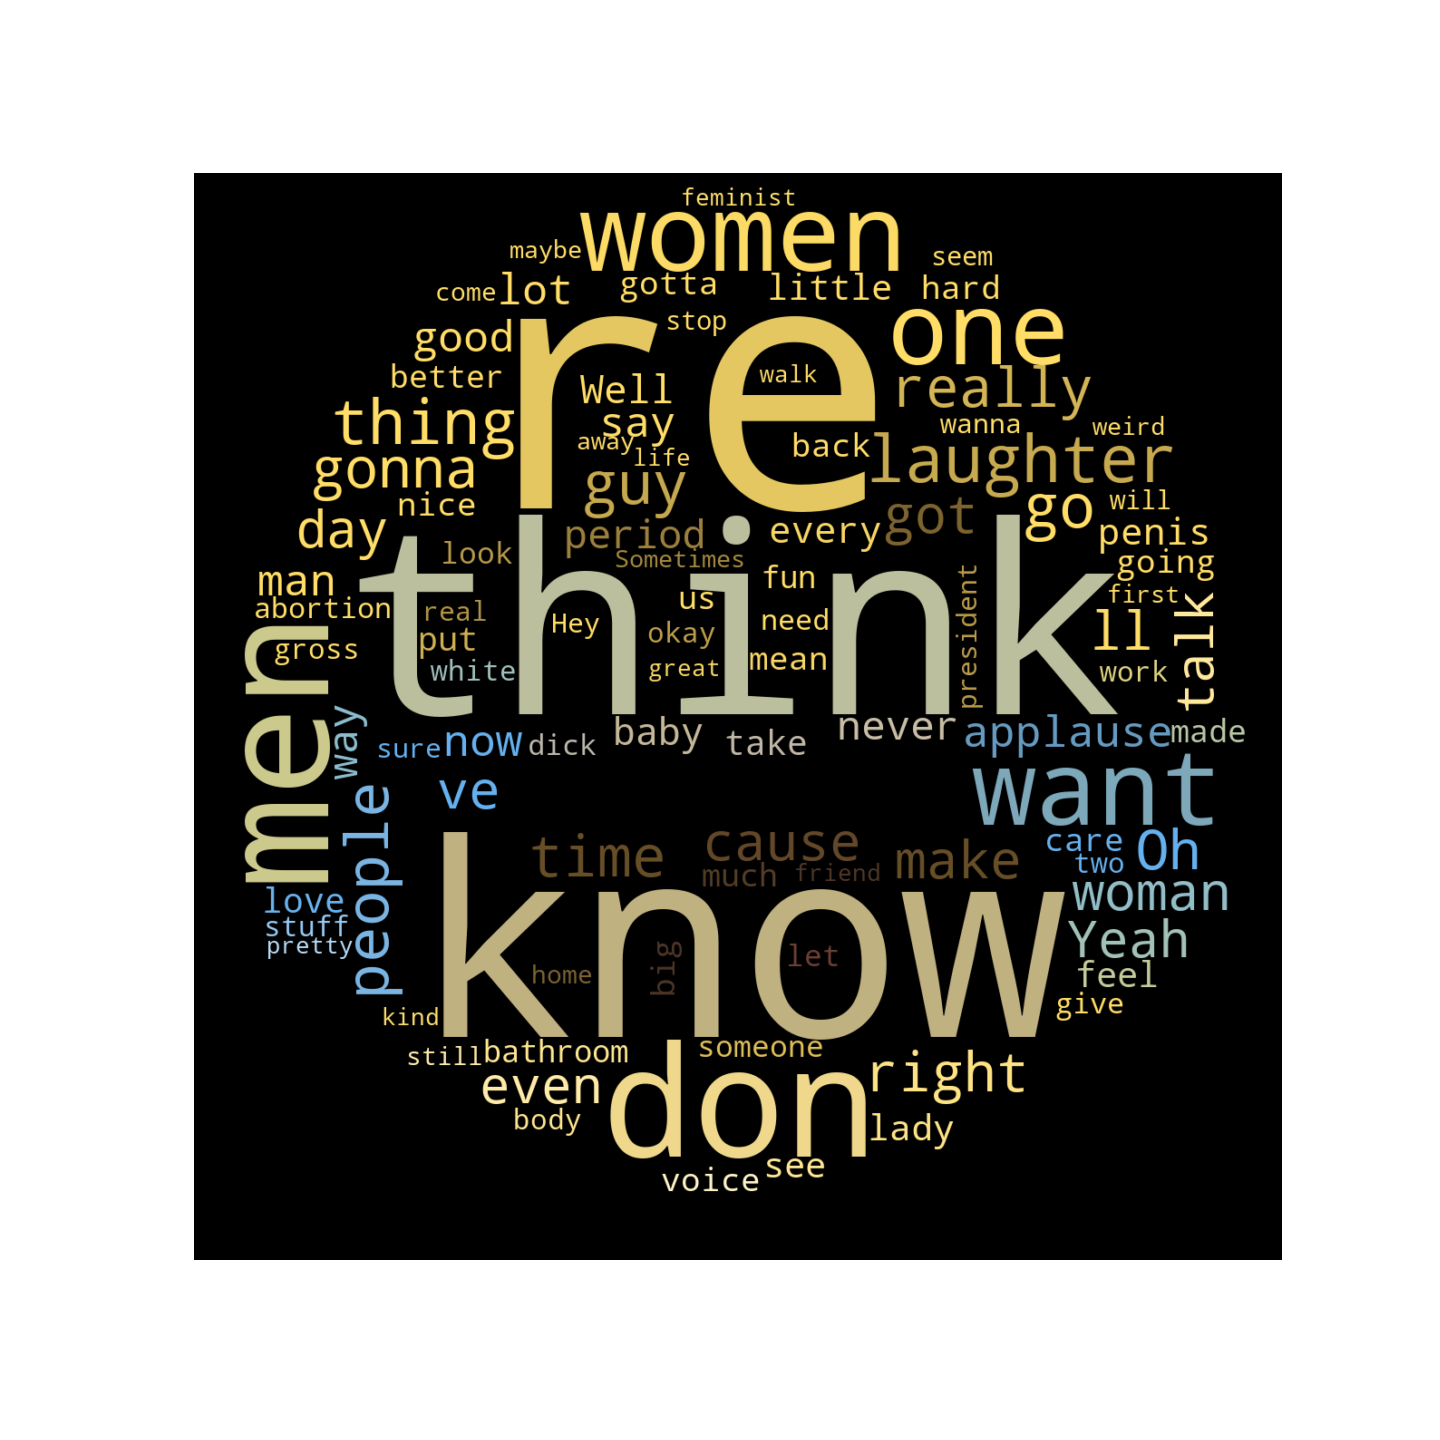 feminist
women
maybe
seem
come
lot
gotta
little
hard
re
one
stop
good
better
walk
Well
really
thing
say
wanna
weird
away
back
life
laughter
gonna
guy
nice
got
go
will
day
period
every
penis
look
Sometimes
going
man
fun
president
first
think
abortion
real
Hey
us
need
ll
talk
gross
put
okay
mean
white
great
work
men
way
sure
now
dick
baby
take
never
applause
made
people
ve
want
time
cause
make
care
Oh
two
much
friend
love
woman
stuff
know
pretty
Yeah
home
big
let
feel
kind
give
still
bathroom
someone
even
don
right
body
lady
voice
see